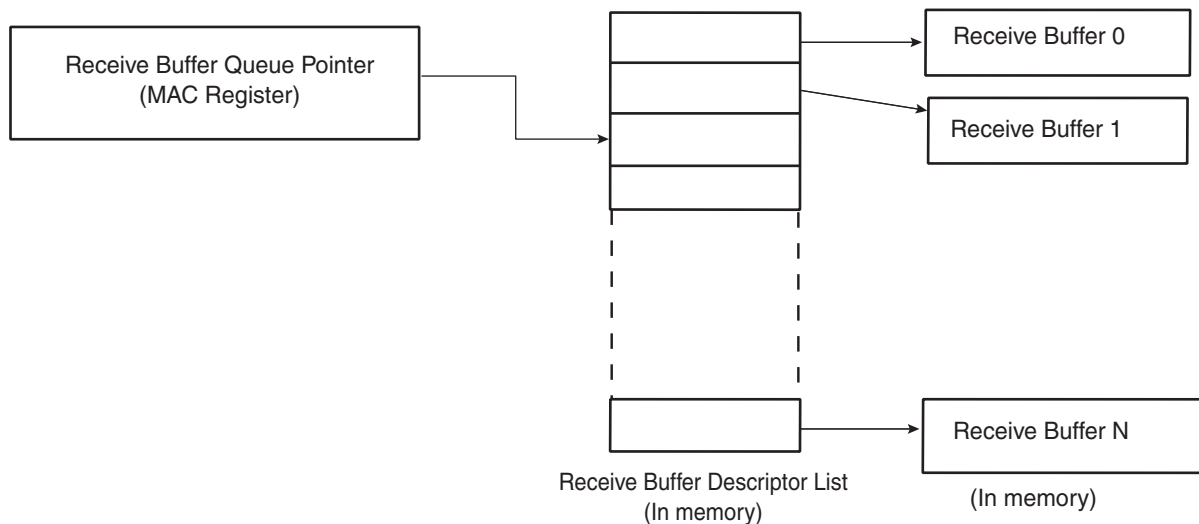 Receive Buffer Queue Pointer
(MAC Register)
Receive Buffer 0
Receive Buffer 1
Receive Buffer N
Receive Buffer Descriptor List
(In memory)
(In memory)